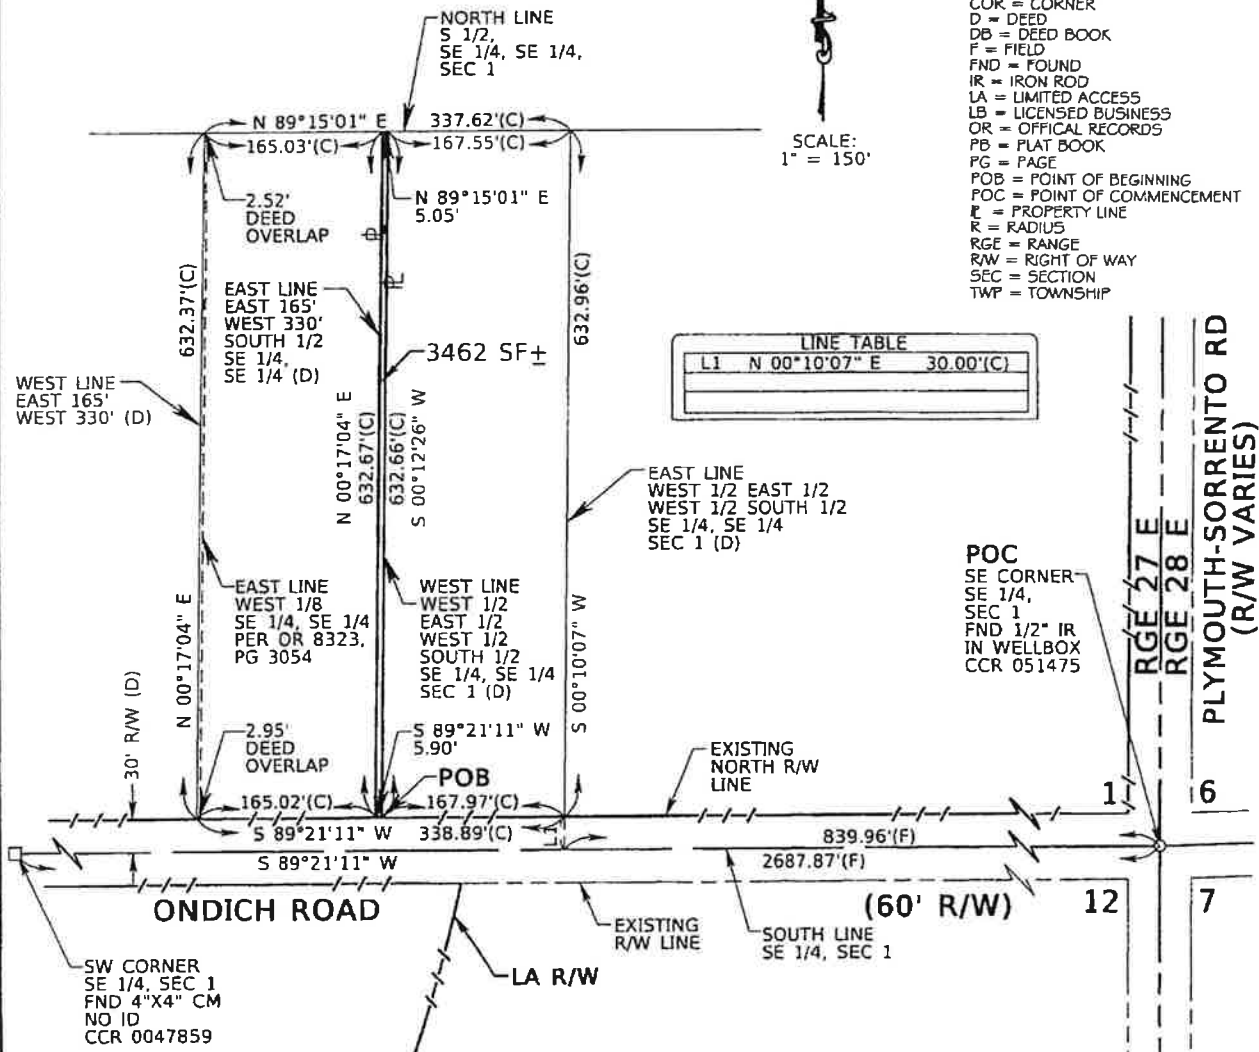 NORTH LINE
S 1/2,
SE 1/4, SE 1/4,
SEC 1
COR = CORNER
D = DEED
DB = DEED BOOK
F = FIELD
FND = FOUND
IR = IRON ROD
LA = LIMITED ACCESS
LB = LICENSED BUSINESS
OR = OFFICAL RECORDS
PB = PLAT BOOK
PG = PAGE
POB = POINT OF BEGINNING
POC = POINT OF COMMENCEMENT
PL = PROPERTY LINE
R = RADIUS
RGE = RANGE
R/W = RIGHT OF WAY
SEC = SECTION
TWP = TOWNSHIP
SCALE:
1" = 150'
N 89°15'01" E 337.62'(C)
165.03'(C) 167.55'(C)
2.52'
DEED
OVERLAP
N 89°15'01" E
5.05'
PL
632.37'(C)
632.96'(C)
EAST LINE
EAST 165'
WEST 330'
SOUTH 1/2
SE 1/4,
SE 1/4 (D)
3462 SF±
LINE TABLE
L1 N 00°10'07" E 30.00'(C)
WEST LINE
EAST 165'
WEST 330' (D)
N 00°17'04" E
632.67'(C)
632.66'(C)
S 00°12'26" W
EAST LINE
WEST 1/2 EAST 1/2
WEST 1/2 SOUTH 1/2
SE 1/4, SE 1/4
SEC 1 (D)
PLYMOUTH-SORRENTO RD
(R/W VARIES)
RGE 27 E
RGE 28 E
POC
SE CORNER
SE 1/4,
SEC 1
FND 1/2" IR
IN WELLBOX
CCR 051475
EAST LINE
WEST 1/8
SE 1/4, SE 1/4
PER OR 8323,
PG 3054
WEST LINE
WEST 1/2
EAST 1/2
WEST 1/2
SOUTH 1/2
SE 1/4, SE 1/4
SEC 1 (D)
N 00°17'04" E
S 00°10'07" W
30' R/W (D)
2.95'
DEED
OVERLAP
S 89°21'11" W
5.90'
POB
EXISTING
NORTH R/W
LINE
165.02'(C) 167.97'(C)
S 89°21'11" W 338.89'(C)
L1
1
6
839.96'(F)
S 89°21'11" W
2687.87'(F)
ONDICH ROAD
(60' R/W)
12
7
EXISTING
R/W LINE
SOUTH LINE
SE 1/4, SEC 1
LA R/W
SW CORNER
SE 1/4, SEC 1
FND 4"X4" CM
NO ID
CCR 0047859